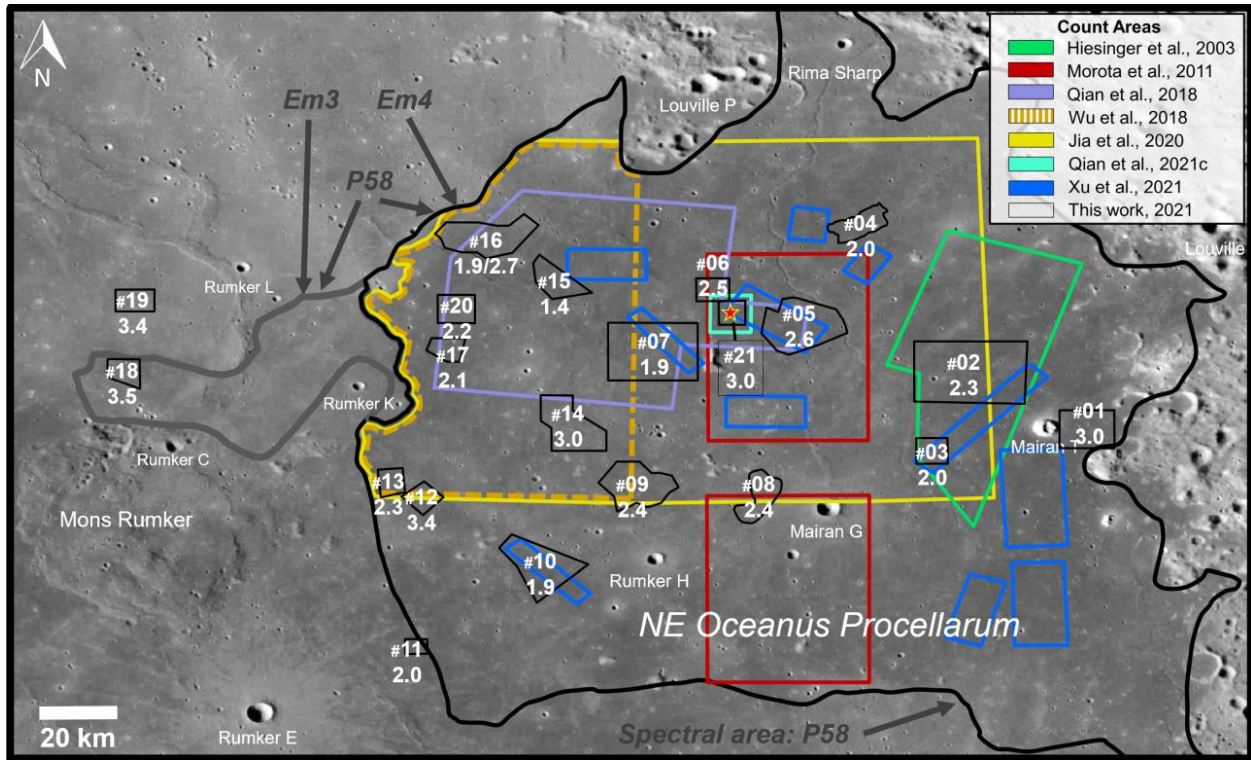 Count Areas
Hiesinger et al., 2003
Morota et al., 2011
Qian et al., 2018
Wu et al., 2018
Jia et al., 2020
Qian et al., 2021c
Xu et al., 2021
This work, 2021
N
Em3
Em4
P58
Louville P
Rima Sharp
Louville
#16
1.9/2.7
#04
2.0
#15
1.4
#06
2.5
Rumker L
#19
3.4
#20
2.2
#05
2.6
#07
1.9
#17
2.1
#21
3.0
#02
2.3
#18
3.5
Rumker K
#14
3.0
#01
3.0
Mairan T
#03
2.0
Rumker C
#13
2.3
#12
3.4
#09
2.4
#08
2.4
Mairan G
Mons Rumker
#10
1.9
Rumker H
NE Oceanus Procellarum
#11
2.0
20 km
Rumker E
Spectral area: P58